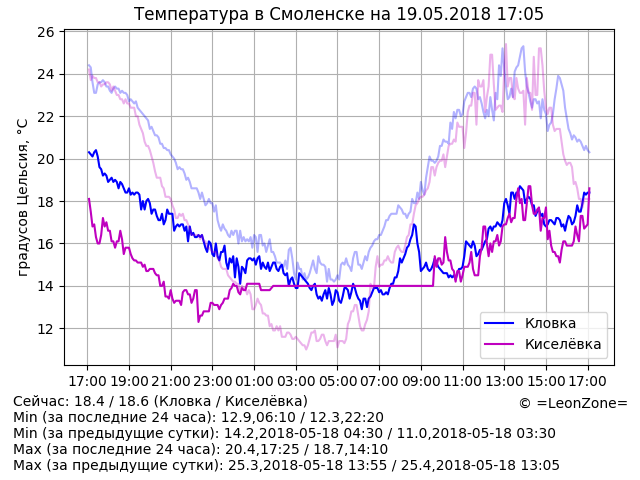 Температура в Смоленске на 19.05.2018 17:05
градусов Цельсия, °C
26
24
22
20
18
16
14
12
17:00 19:00 21:00 23:00 01:00 03:00 05:00 07:00 09:00 11:00 13:00 15:00 17:00
Кловка
Киселёвка
Сейчас: 18.4 / 18.6 (Кловка / Киселёвка)
© =LeonZone=
Min (за последние 24 часа): 12.9,06:10 / 12.3,22:20
Min (за предыдущие сутки): 14.2,2018-05-18 04:30 / 11.0,2018-05-18 03:30
Max (за последние 24 часа): 20.4,17:25 / 18.7,14:10
Max (за предыдущие сутки): 25.3,2018-05-18 13:55 / 25.4,2018-05-18 13:05